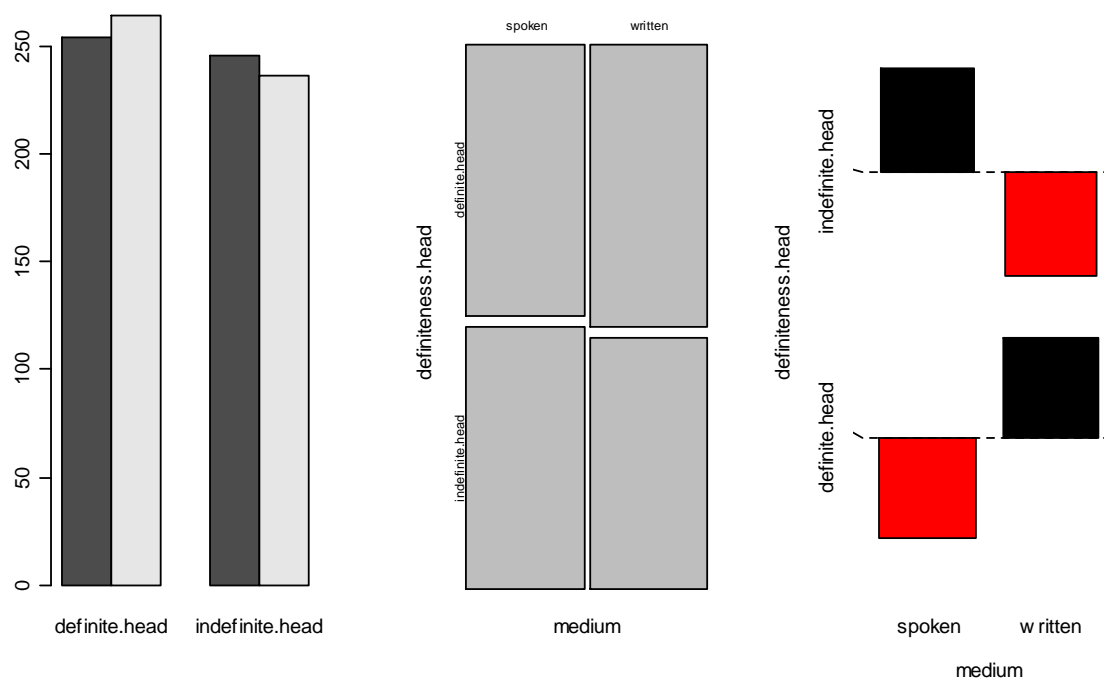 250
200
150
100
50
0
definite.head
indefinite.head
spoken
written
definiteness.head
definite.head
indefinite.head
medium
definiteness.head
indefinite.head
definite.head
spoken
written
medium